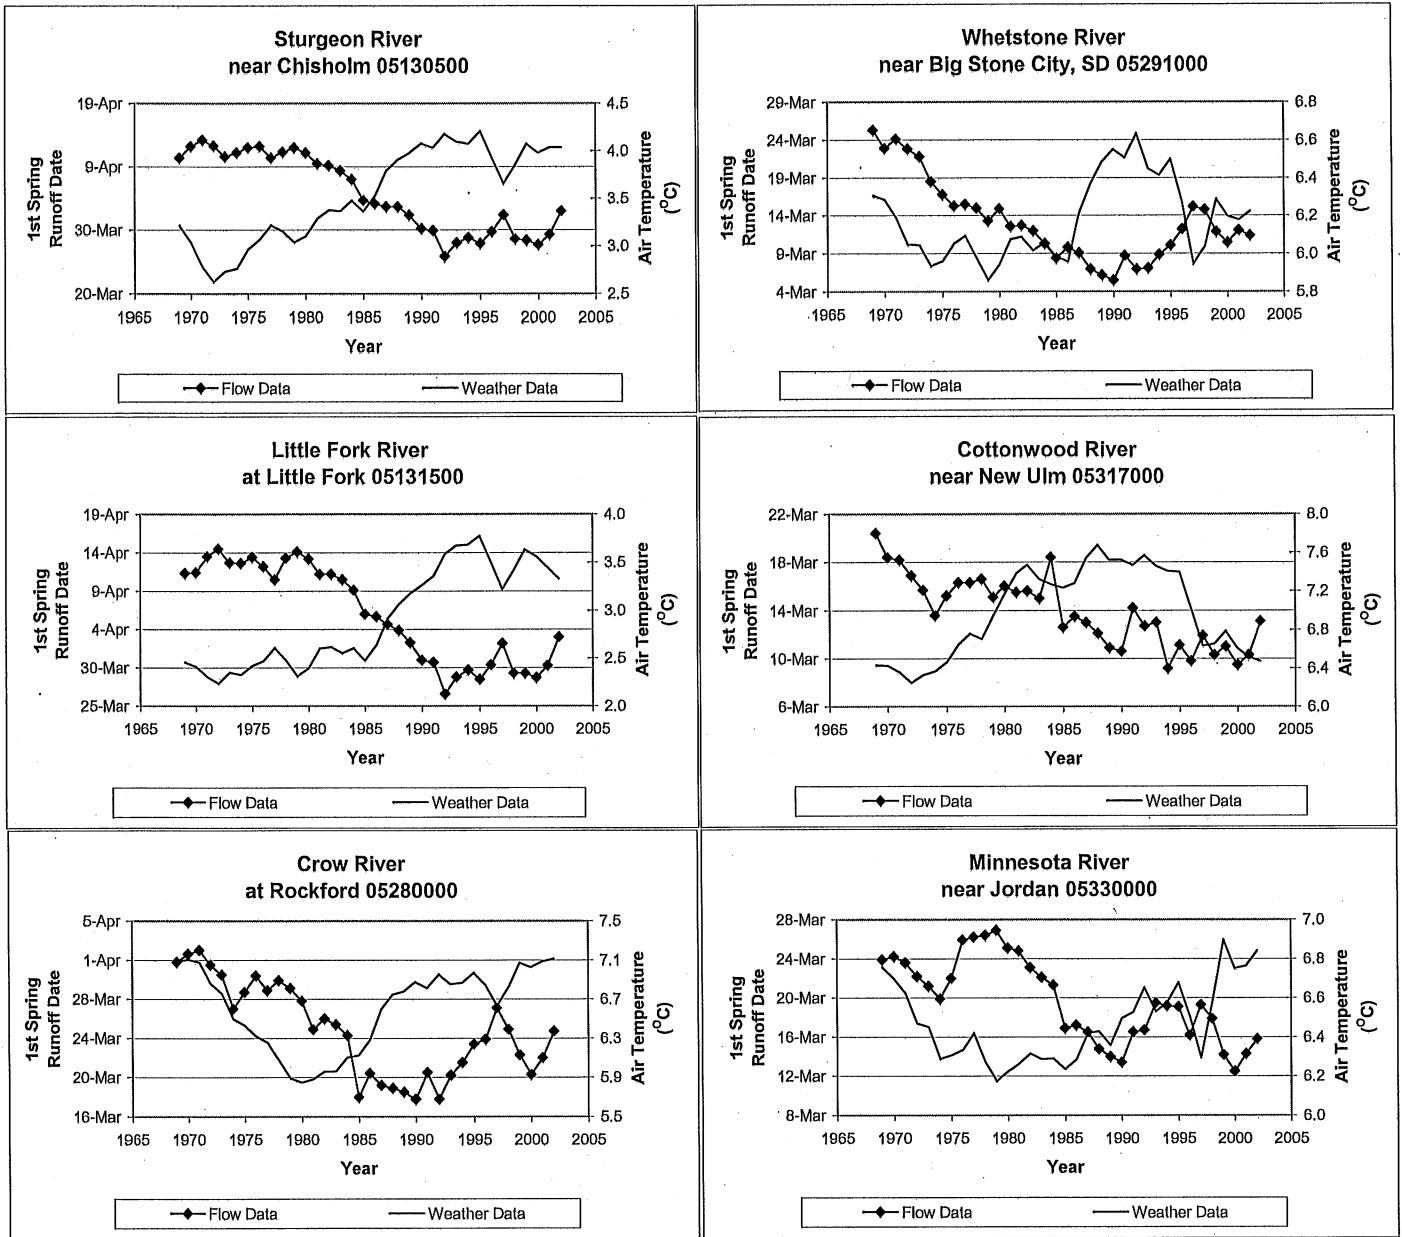 Sturgeon River
near Chisholm 05130500
1st Spring
Runoff Date
19-Apr
9-Apr
30-Mar
20-Mar
4.5
4.0
3.5
3.0
2.5
Air Temperature
(°C)
1965 1970 1975 1980 1985 1990 1995 2000 2005
Year
Flow Data Weather Data
Whetstone River
near Big Stone City, SD 05291000
1st Spring
Runoff Date
29-Mar
24-Mar
19-Mar
14-Mar
9-Mar
4-Mar
6.8
6.6
6.4
6.2
6.0
5.8
Air Temperature
(°C)
1965 1970 1975 1980 1985 1990 1995 2000 2005
Year
Flow Data Weather Data
Little Fork River
at Little Fork 05131500
1st Spring
Runoff Date
19-Apr
14-Apr
9-Apr
4-Apr
30-Mar
25-Mar
4.0
3.5
3.0
2.5
2.0
Air Temperature
(°C)
1965 1970 1975 1980 1985 1990 1995 2000 2005
Year
Flow Data Weather Data
Cottonwood River
near New Ulm 05317000
1st Spring
Runoff Date
22-Mar
18-Mar
14-Mar
10-Mar
6-Mar
8.0
7.6
7.2
6.8
6.4
6.0
Air Temperature
(°C)
1965 1970 1975 1980 1985 1990 1995 2000 2005
Year
Flow Data Weather Data
Crow River
at Rockford 05280000
1st Spring
Runoff Date
5-Apr
1-Apr
28-Mar
24-Mar
20-Mar
16-Mar
7.5
7.1
6.7
6.3
5.9
5.5
Air Temperature
(°C)
1965 1970 1975 1980 1985 1990 1995 2000 2005
Year
Flow Data Weather Data
Minnesota River
near Jordan 05330000
1st Spring
Runoff Date
28-Mar
24-Mar
20-Mar
16-Mar
12-Mar
8-Mar
7.0
6.8
6.6
6.4
6.2
6.0
Air Temperature
(°C)
1965 1970 1975 1980 1985 1990 1995 2000 2005
Year
Flow Data Weather Data